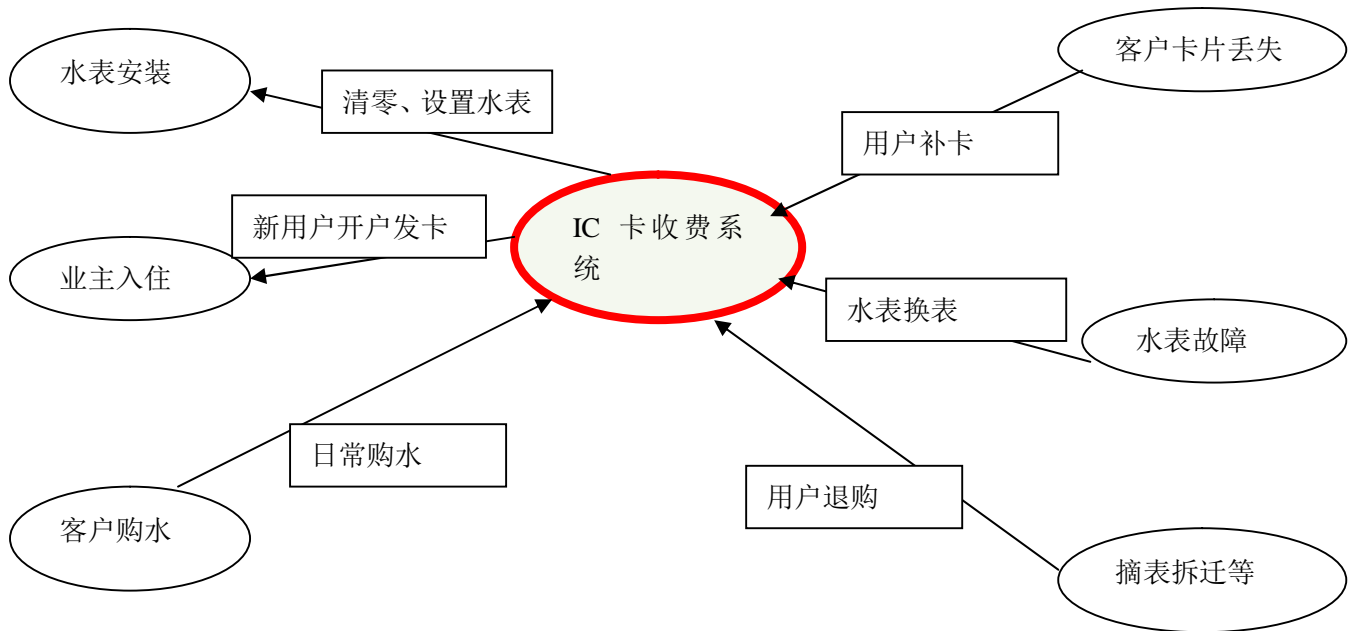 客户卡片丢失
水表安装
清零、设置水表
用户补卡
新用户开户发卡
IC 卡收费系
统
业主入住
水表换表
水表故障
日常购水
用户退购
客户购水
摘表拆迁等